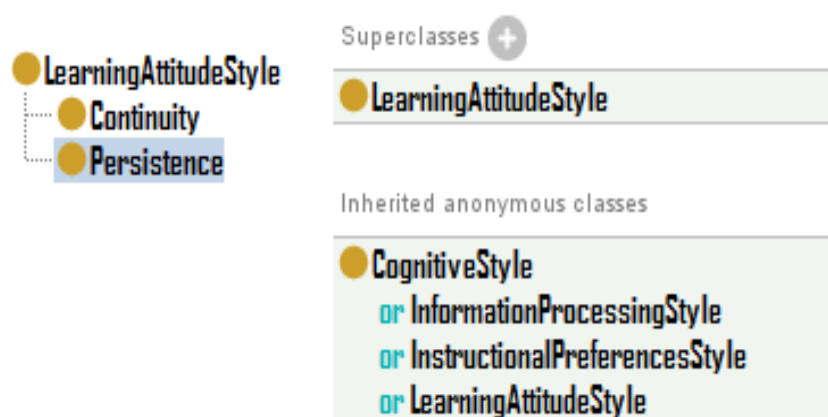 LearningAttitudeStyle
Continuity
Persistence
Superclasses +
LearningAttitudeStyle
Inherited anonymous classes
CognitiveStyle
or InformationProcessingStyle
or InstructionalPreferencesStyle
or LearningAttitudeStyle